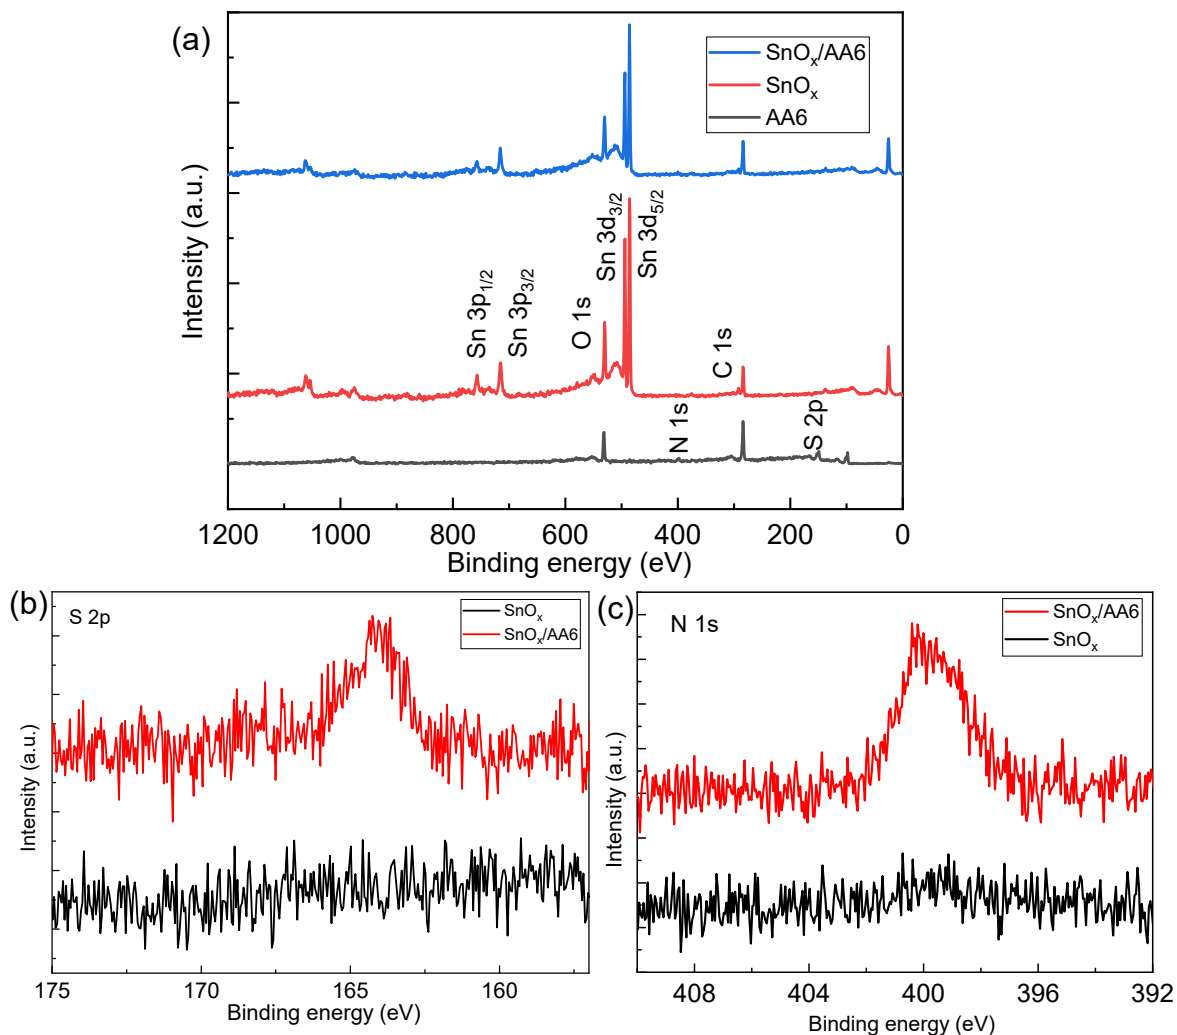 (a)
SnOₓ/AA6
SnOₓ
AA6
Intensity (a.u.)
Sn 3p₁/₂
Sn 3p₃/₂
O 1s
Sn 3d₃/₂
Sn 3d₅/₂
C 1s
N 1s
S 2p
1200 1000 800 600 400 200 0
Binding energy (eV)
(b)
S 2p
SnOₓ
SnOₓ/AA6
Intensity (a.u.)
175 170 165 160
Binding energy (eV)
(c)
N 1s
SnOₓ/AA6
SnOₓ
Intensity (a.u.)
408 404 400 396 392
Binding energy (eV)